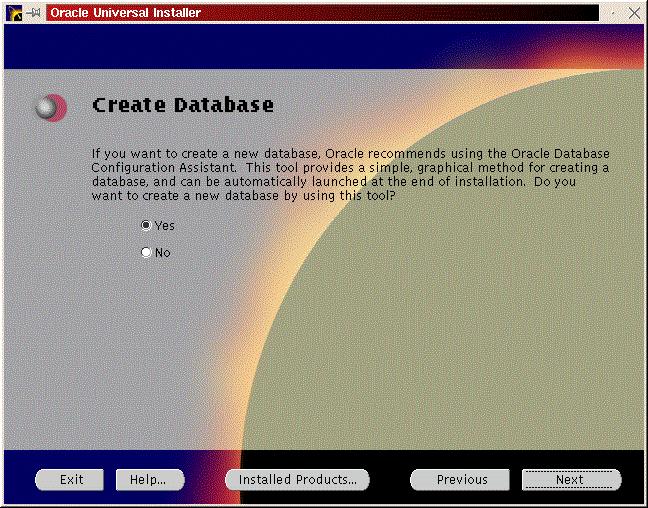 Oracle Universal Installer
Create Database
If you want to create a new database, Oracle recommends using the Oracle Database
Configuration Assistant.  This tool provides a simple, graphical method for creating a
database, and can be automatically launched at the end of installation.  Do you
want to create a new database by using this tool?
Yes
No
Exit Help... Installed Products... Previous Next